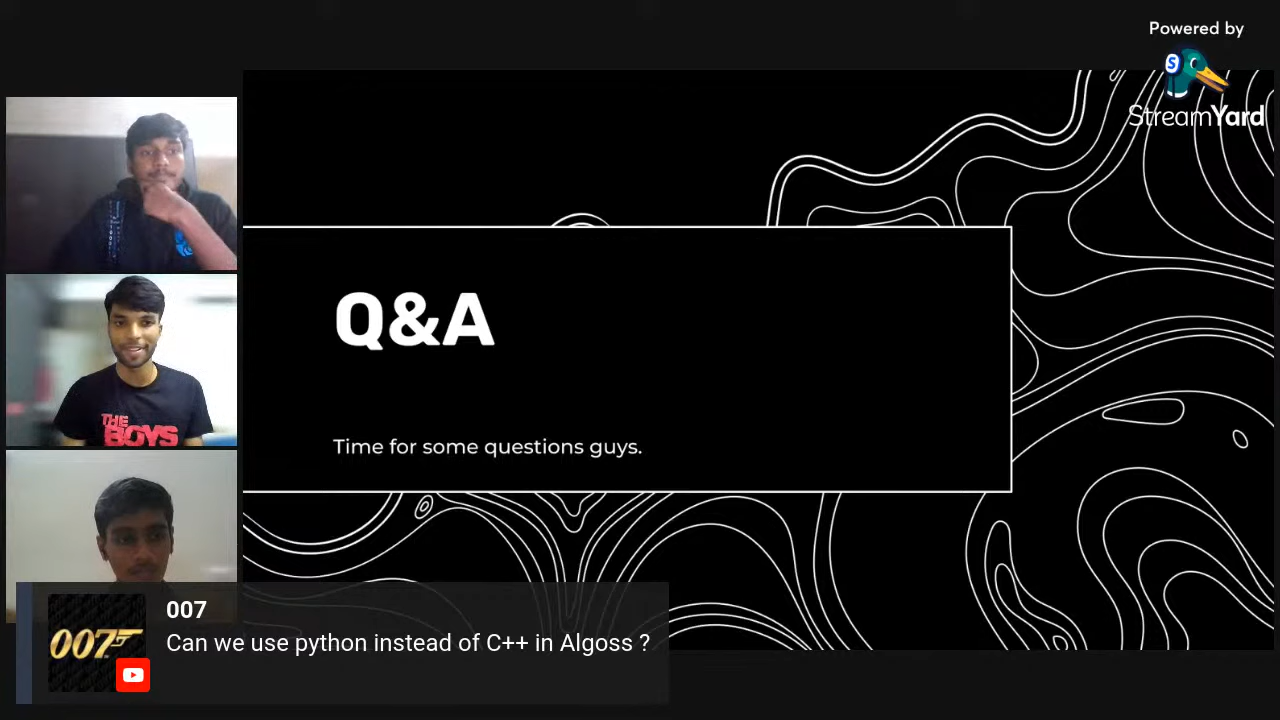 Powered by
S
StreamYard
THE
BOYS
Q&A
Time for some questions guys.
007
007
Can we use python instead of C++ in Algoss ?